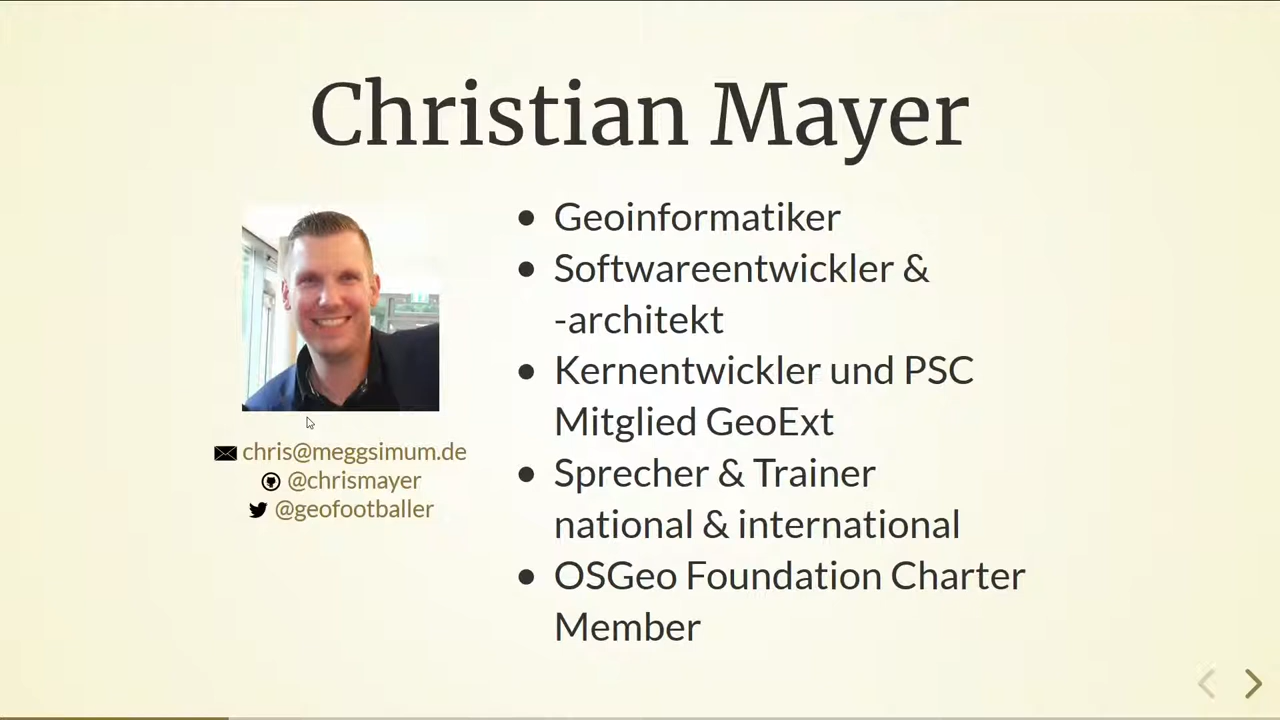 Christian Mayer
chris@meggsimum.de
@chrismayer
@geofootballer
• Geoinformatiker
• Softwareentwickler &
-architekt
• Kernentwickler und PSC
Mitglied GeoExt
• Sprecher & Trainer
national & international
• OSGeo Foundation Charter
Member